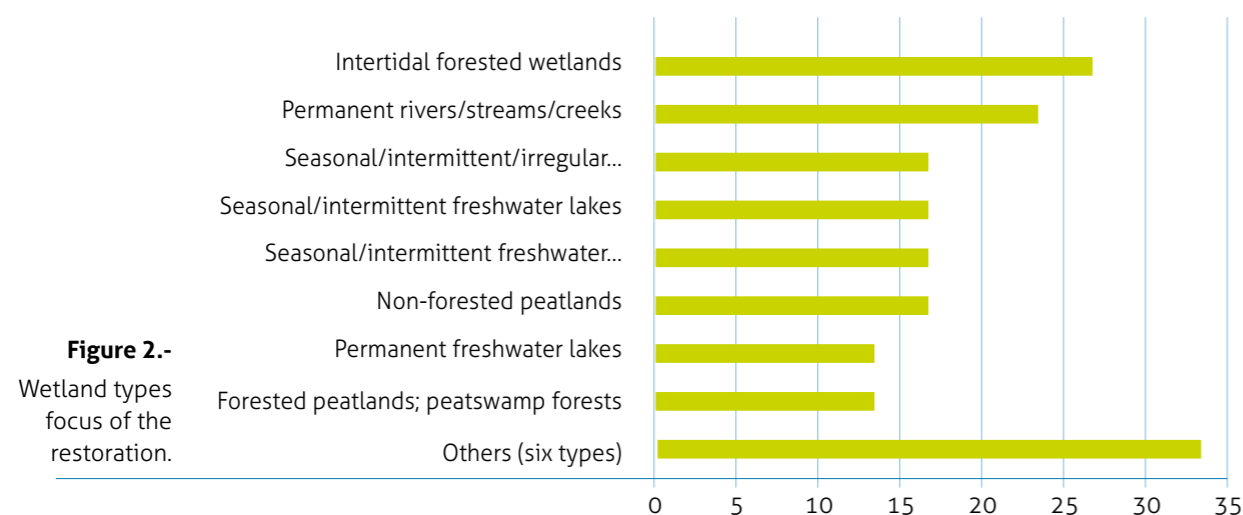 Intertidal forested wetlands
Permanent rivers/streams/creeks
Seasonal/intermittent/irregular...
Seasonal/intermittent freshwater lakes
Seasonal/intermittent freshwater...
Non-forested peatlands
Permanent freshwater lakes
Forested peatlands; peatswamp forests
Others (six types)
0 5 10 15 20 25 30 35
Figure 2.-
Wetland types
focus of the
restoration.